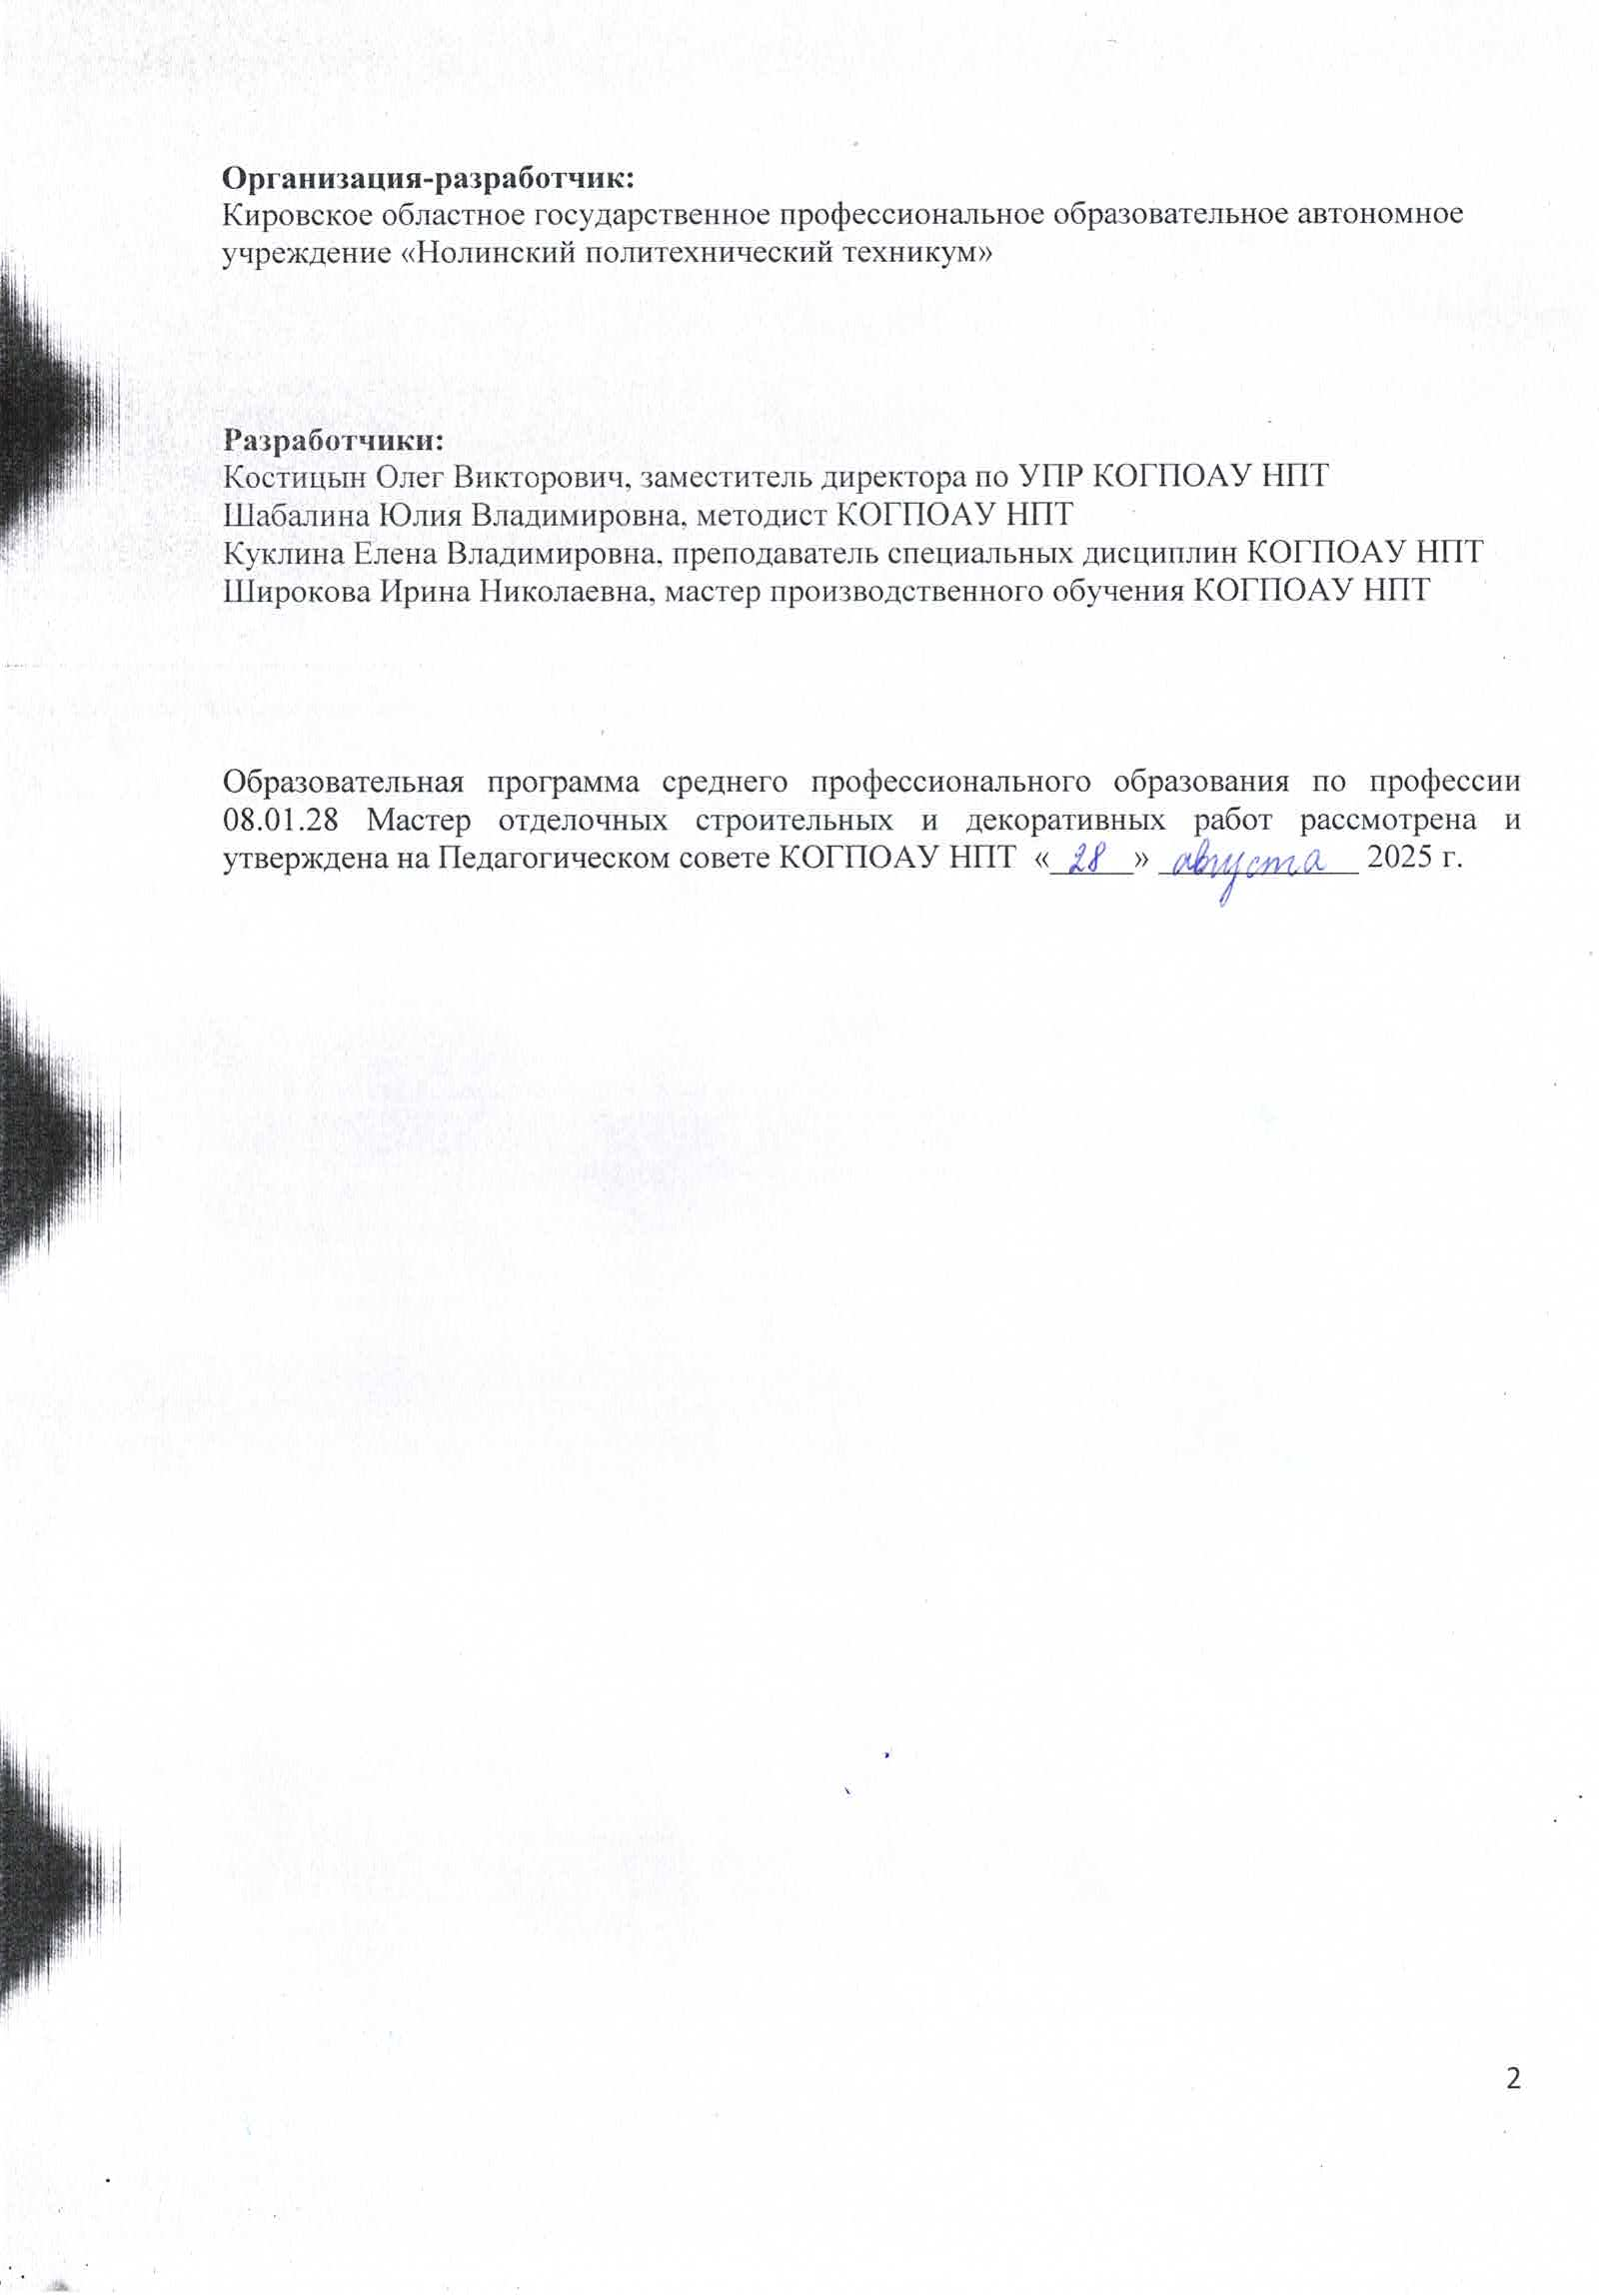 Организация-разработчик:
Кировское областное государственное профессиональное образовательное автономное
учреждение «Нолинский политехнический техникум»
Разработчики:
Костицын Олег Викторович, заместитель директора по УПР КОГПОАУ НПТ
Шабалина Юлия Владимировна, методист КОГПОАУ НПТ
Куклина Елена Владимировна, преподаватель специальных дисциплин КОГПОАУ НПТ
Широкова Ирина Николаевна, мастер производственного обучения КОГПОАУ НПТ
Образовательная программа среднего профессионального образования по профессии
08.01.28 Мастер отделочных строительных и декоративных работ рассмотрена и
утверждена на Педагогическом совете КОГПОАУ НПТ «28» августа 2025 г.
2